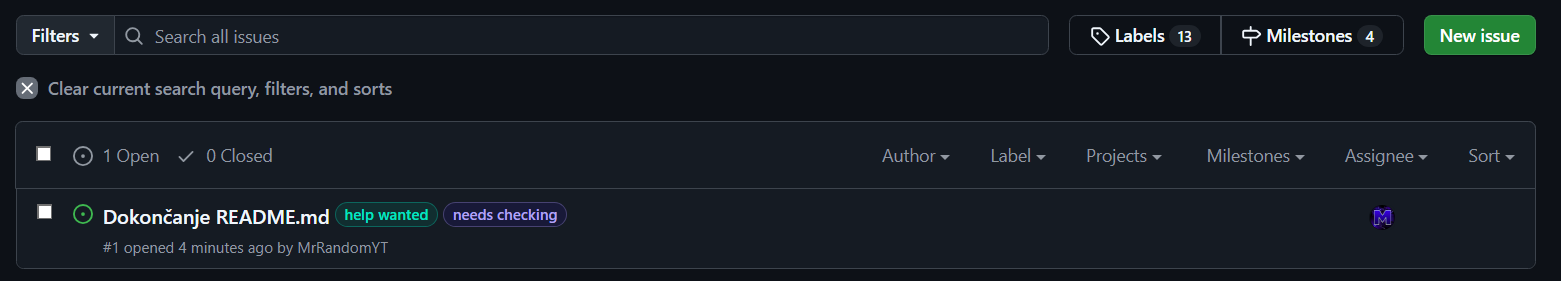 Filters Search all issues Labels 13 Milestones 4 New issue
Clear current search query, filters, and sorts
1 Open 0 Closed Author Label Projects Milestones Assignee Sort
Dokončanje README.md help wanted needs checking
#1 opened 4 minutes ago by MrRandomYT
M